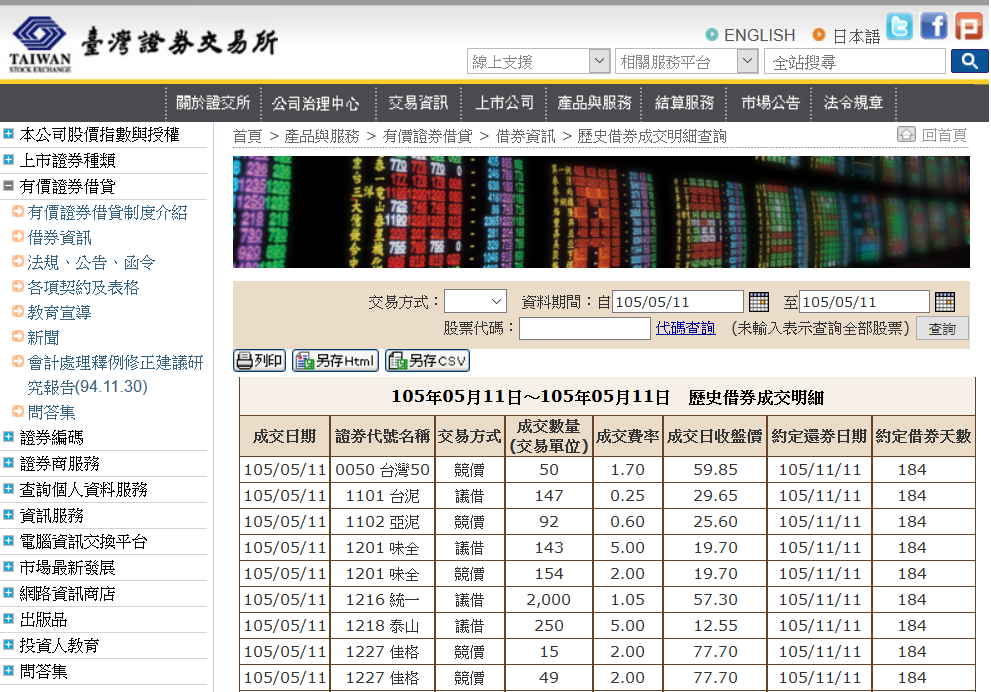 臺灣證券交易所
TAIWAN
STOCK EXCHANGE
ENGLISH 日本語
線上支援 相關服務平台 全站搜尋
關於證交所 公司治理中心 交易資訊 上市公司 產品與服務 結算服務 市場公告 法令規章
本公司股價指數與授權
上市證券種類
有價證券借貸
有價證券借貸制度介紹
借券資訊
法規、公告、函令
各項契約及表格
教育宣導
新聞
會計處理釋例修正建議研
究報告(94.11.30)
問答集
證券編碼
證券商服務
查詢個人資料服務
資訊服務
電腦資訊交換平台
市場最新發展
網路資訊商店
出版品
投資人教育
問答集
首頁 > 產品與服務 > 有價證券借貸 > 借券資訊 > 歷史借券成交明細查詢 回首頁
交易方式： 資料期間：自 105/05/11 至 105/05/11
股票代碼： 代碼查詢 (未輸入表示查詢全部股票) 查詢
列印 另存Html 另存CSV
105年05月11日～105年05月11日 歷史借券成交明細
成交日期 證券代號名稱 交易方式 成交數量(交易單位) 成交費率 成交日收盤價 約定還券日期 約定借券天數
105/05/11 0050 台灣50 競價 50 1.70 59.85 105/11/11 184
105/05/11 1101 台泥 議借 147 0.25 29.65 105/11/11 184
105/05/11 1102 亞泥 競價 92 0.60 25.60 105/11/11 184
105/05/11 1201 味全 議借 143 5.00 19.70 105/11/11 184
105/05/11 1201 味全 競價 154 2.00 19.70 105/11/11 184
105/05/11 1216 統一 議借 2,000 1.05 57.30 105/11/11 184
105/05/11 1218 泰山 議借 250 5.00 12.55 105/11/11 184
105/05/11 1227 佳格 競價 15 2.00 77.70 105/11/11 184
105/05/11 1227 佳格 競價 49 2.00 77.70 105/11/11 184